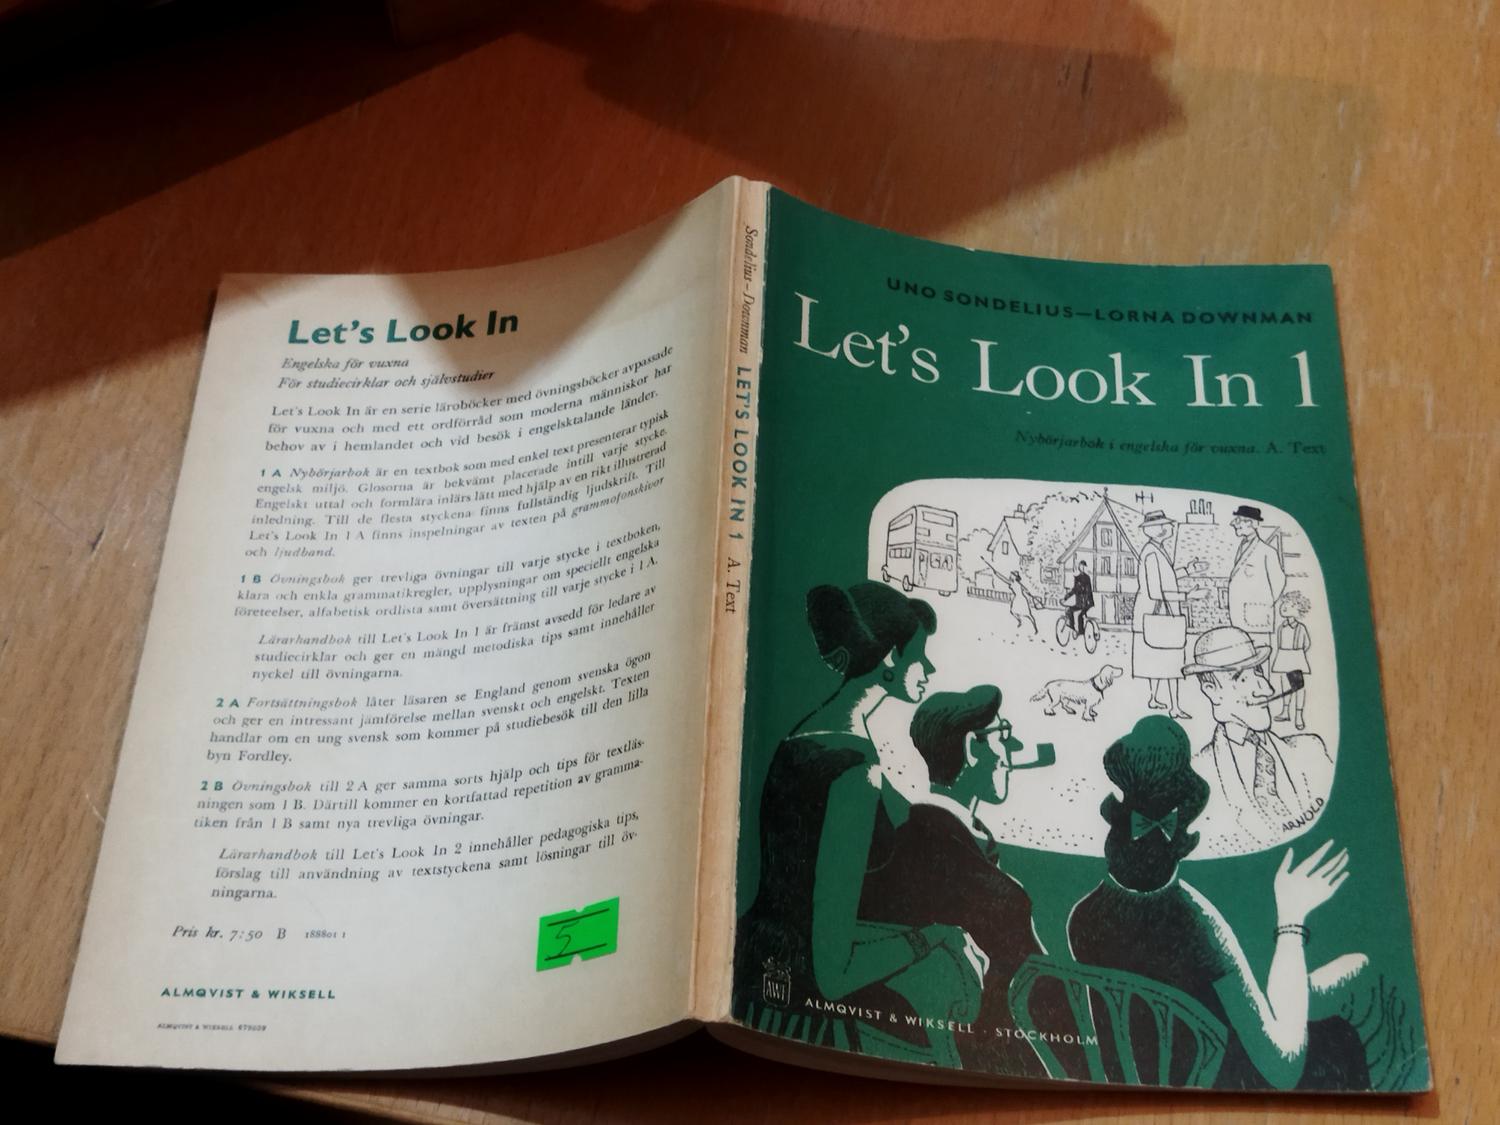 Let's Look In
Engelska för vuxna
För studiecirklar och självstudier
Let's Look In är en serie läroböcker med övningsböcker avpassade
för vuxna och med ett ordförråd som moderna människor har
behov av i hemlandet och vid besök i engelsktalande länder.
1 A Nybörjarbok är en textbok som med enkel text presenterar typisk
engelsk miljö. Glosorna är bekvämt placerade intill varje stycke.
Engelskt uttal och formlära inlärs lätt med hjälp av en rikt illustrerad
inledning. Till de flesta styckena finns fullständig ljudskrift. Till
Let's Look In 1 A finns inspelningar av texten på grammofonskivor
och ljudband.
1 B Övningsbok ger trevliga övningar till varje stycke i textboken,
klara och enkla grammatikregler, upplysningar om speciellt engelska
företeelser, alfabetisk ordlista samt översättning till varje stycke i 1 A.
Lärarhandbok till Let's Look In 1 är främst avsedd för ledare av
studiecirklar och ger en mängd metodiska tips samt innehåller
nyckel till övningarna.
2 A Fortsättningsbok låter läsaren se England genom svenska ögon
och ger en intressant jämförelse mellan svenskt och engelskt. Texten
handlar om en ung svensk som kommer på studiebesök till den lilla
byn Fordley.
2 B Övningsbok till 2 A ger samma sorts hjälp och tips för textläs-
ningen som 1 B. Därtill kommer en kortfattad repetition av gramma-
tiken från 1 B samt nya trevliga övningar.
Lärarhandbok till Let's Look In 2 innehåller pedagogiska tips,
förslag till användning av textstyckena samt lösningar till öv-
ningarna.
Pris kr. 7:50 B 188801 1
5
ALMQVIST & WIKSELL
ALMQVIST & WIKSELL 679009
Sondelius–Downman LET'S LOOK IN 1 A. Text
UNO SONDELIUS–LORNA DOWNMAN
Let's Look In 1
Nybörjarbok i engelska för vuxna. A. Text
ARNOLD
AWI
ALMQVIST & WIKSELL · STOCKHOLM